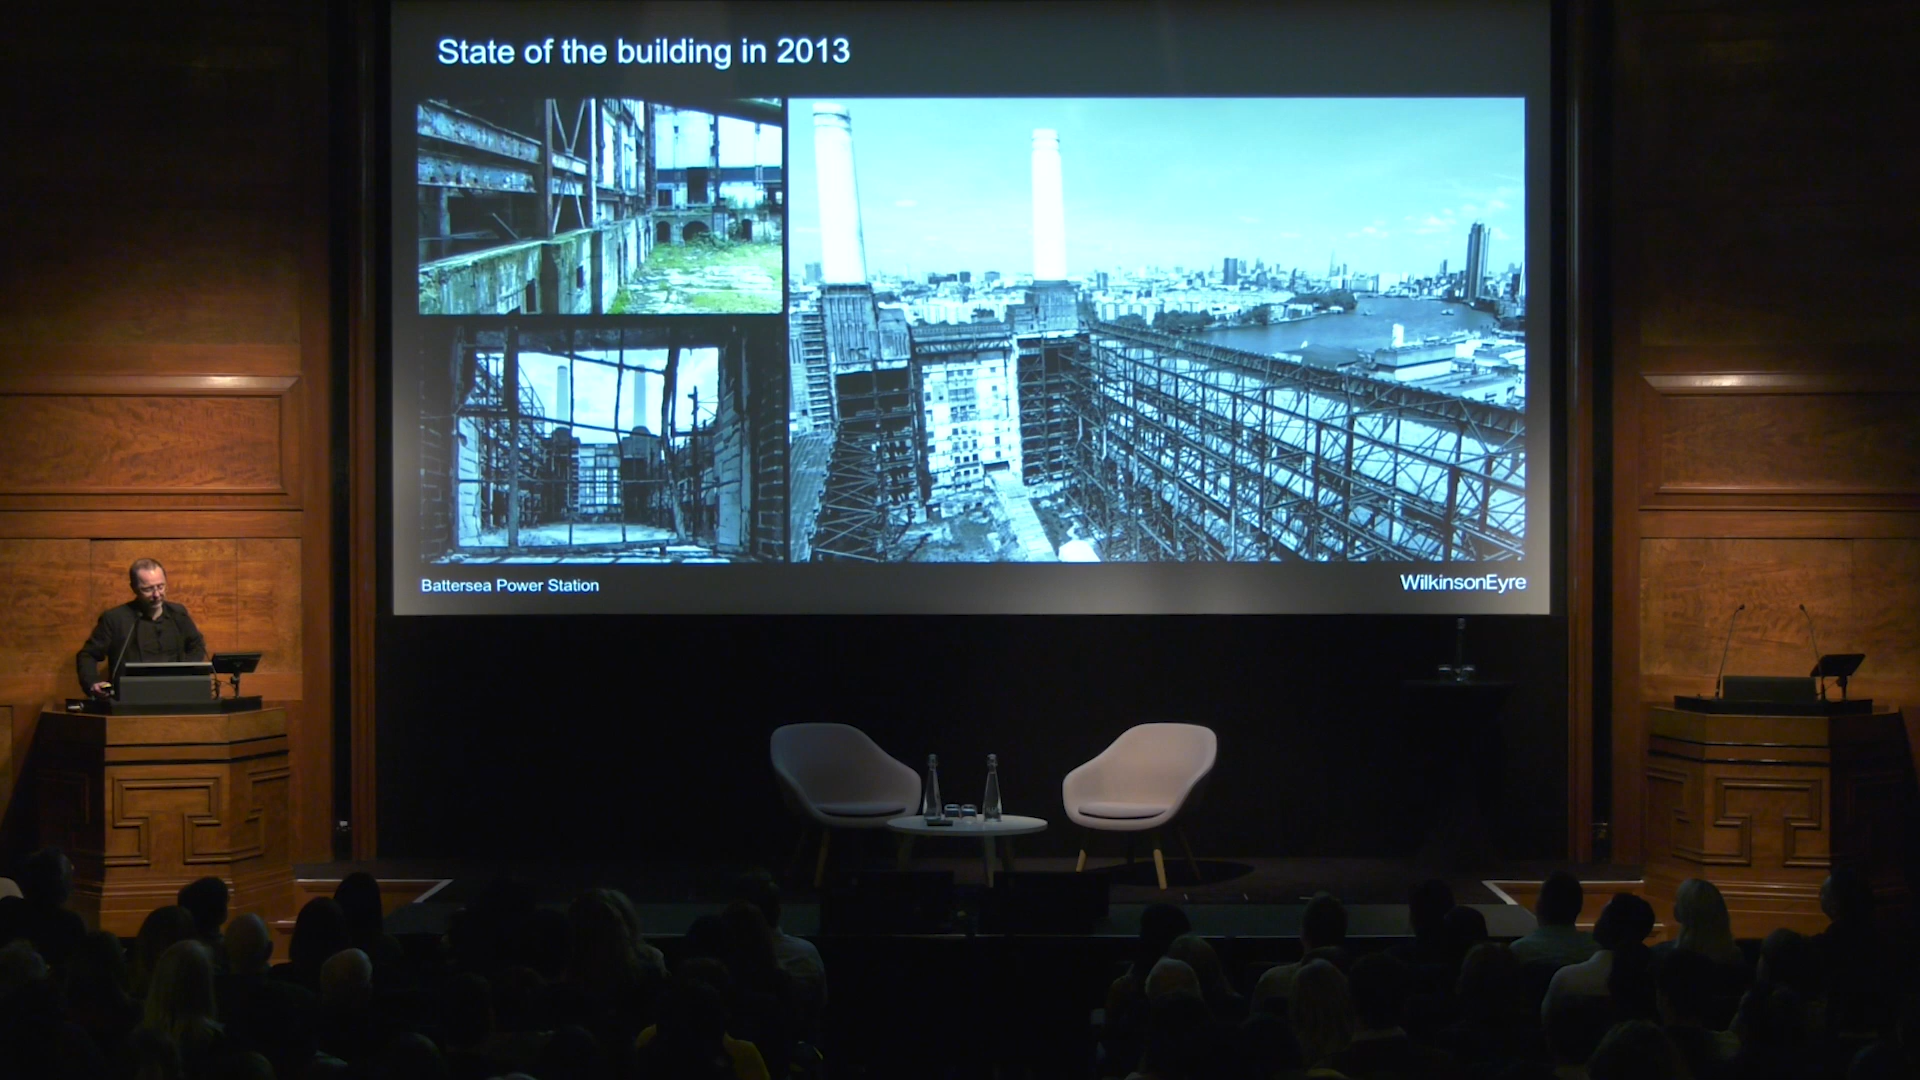 State of the building in 2013
Battersea Power Station
WilkinsonEyre